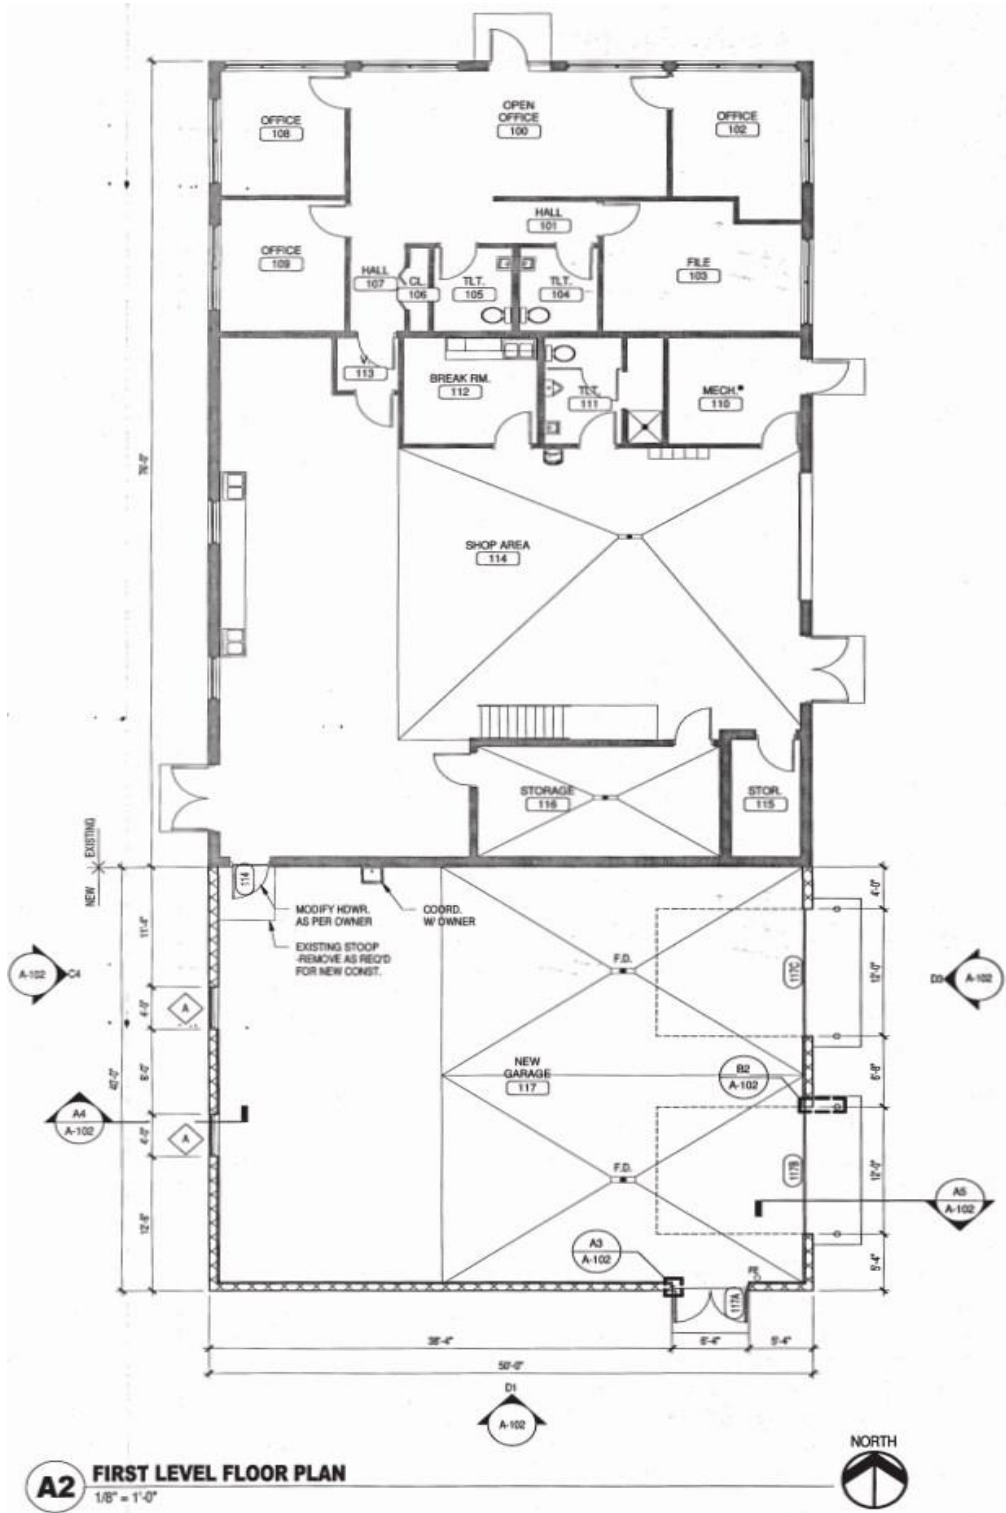 OPEN
OFFICE
100
OFFICE
108
OFFICE
102
HALL
101
OFFICE
109
HALL
107
CL.
106
TLT.
105
TLT.
104
FILE
103
V.
113
BREAK RM.
112
TLT.
111
MECH.
110
76'-0"
SHOP AREA
114
STORAGE
116
STOR.
115
EXISTING
NEW
114
MODIFY HDWR.
AS PER OWNER
COORD.
W/ OWNER
EXISTING STOOP
-REMOVE AS REQ'D
FOR NEW CONST.
4'-0"
11'-4"
A-102
C4
F.D.
117C
12'-0"
D3
A-102
4'-0"
A
40'-0"
8'-0"
NEW
GARAGE
117
B2
A-102
6'-8"
A4
A-102
4'-0"
A
F.D.
117B
12'-0"
A5
A-102
12'-8"
A3
A-102
FE
117A
5'-4"
38'-4"
6'-4"
5'-4"
50'-0"
D1
A-102
NORTH
A2
FIRST LEVEL FLOOR PLAN
1/8" = 1'-0"